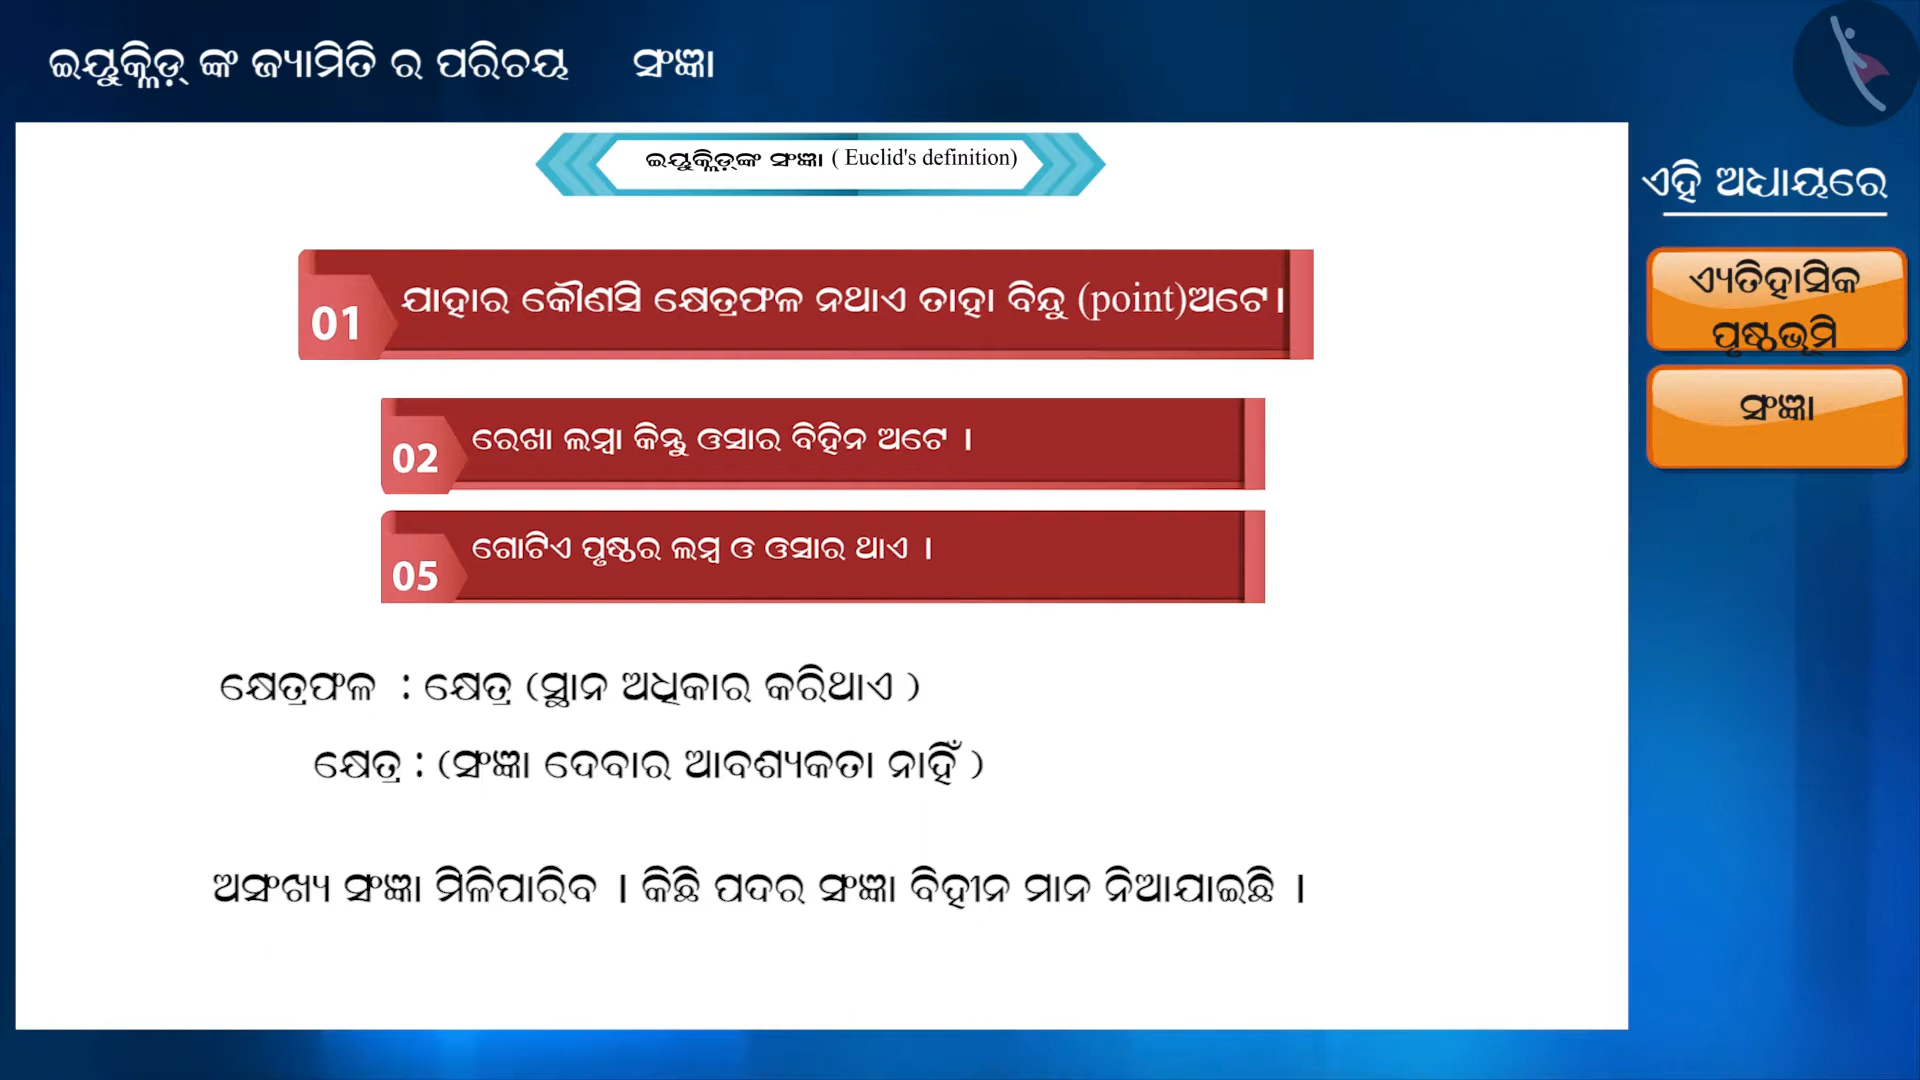 ଇୟୁକ୍ଲିଡ଼୍ ଙ୍କ ଜ୍ୟାମିତି ର ପରିଚୟ ସଂଜ୍ଞା
ଇୟୁକ୍ଲିଡ଼୍ଙ୍କ ସଂଜ୍ଞା ( Euclid's definition)
01 ଯାହାର କୌଣସି କ୍ଷେତ୍ରଫଳ ନଥାଏ ତାହା ବିନ୍ଦୁ (point)ଅଟେ।
02 ରେଖା ଲମ୍ବା କିନ୍ତୁ ଓସାର ବିହିନ ଅଟେ ।
05 ଗୋଟିଏ ପୃଷ୍ଠର ଲମ୍ବ ଓ ଓସାର ଥାଏ ।
କ୍ଷେତ୍ରଫଳ : କ୍ଷେତ୍ର (ସ୍ଥାନ ଅଧିକାର କରିଥାଏ )
କ୍ଷେତ୍ର : (ସଂଜ୍ଞା ଦେବାର ଆବଶ୍ୟକତା ନାହିଁ )
ଅସଂଖ୍ୟ ସଂଜ୍ଞା ମିଳିପାରିବ । କିଛି ପଦର ସଂଜ୍ଞା ବିହୀନ ମାନ ନିଆଯାଇଛି ।
ଏହି ଅଧ୍ୟାୟରେ
ଏ୍ୟତିହାସିକ
ପୃଷ୍ଠଭୂମି
ସଂଜ୍ଞା